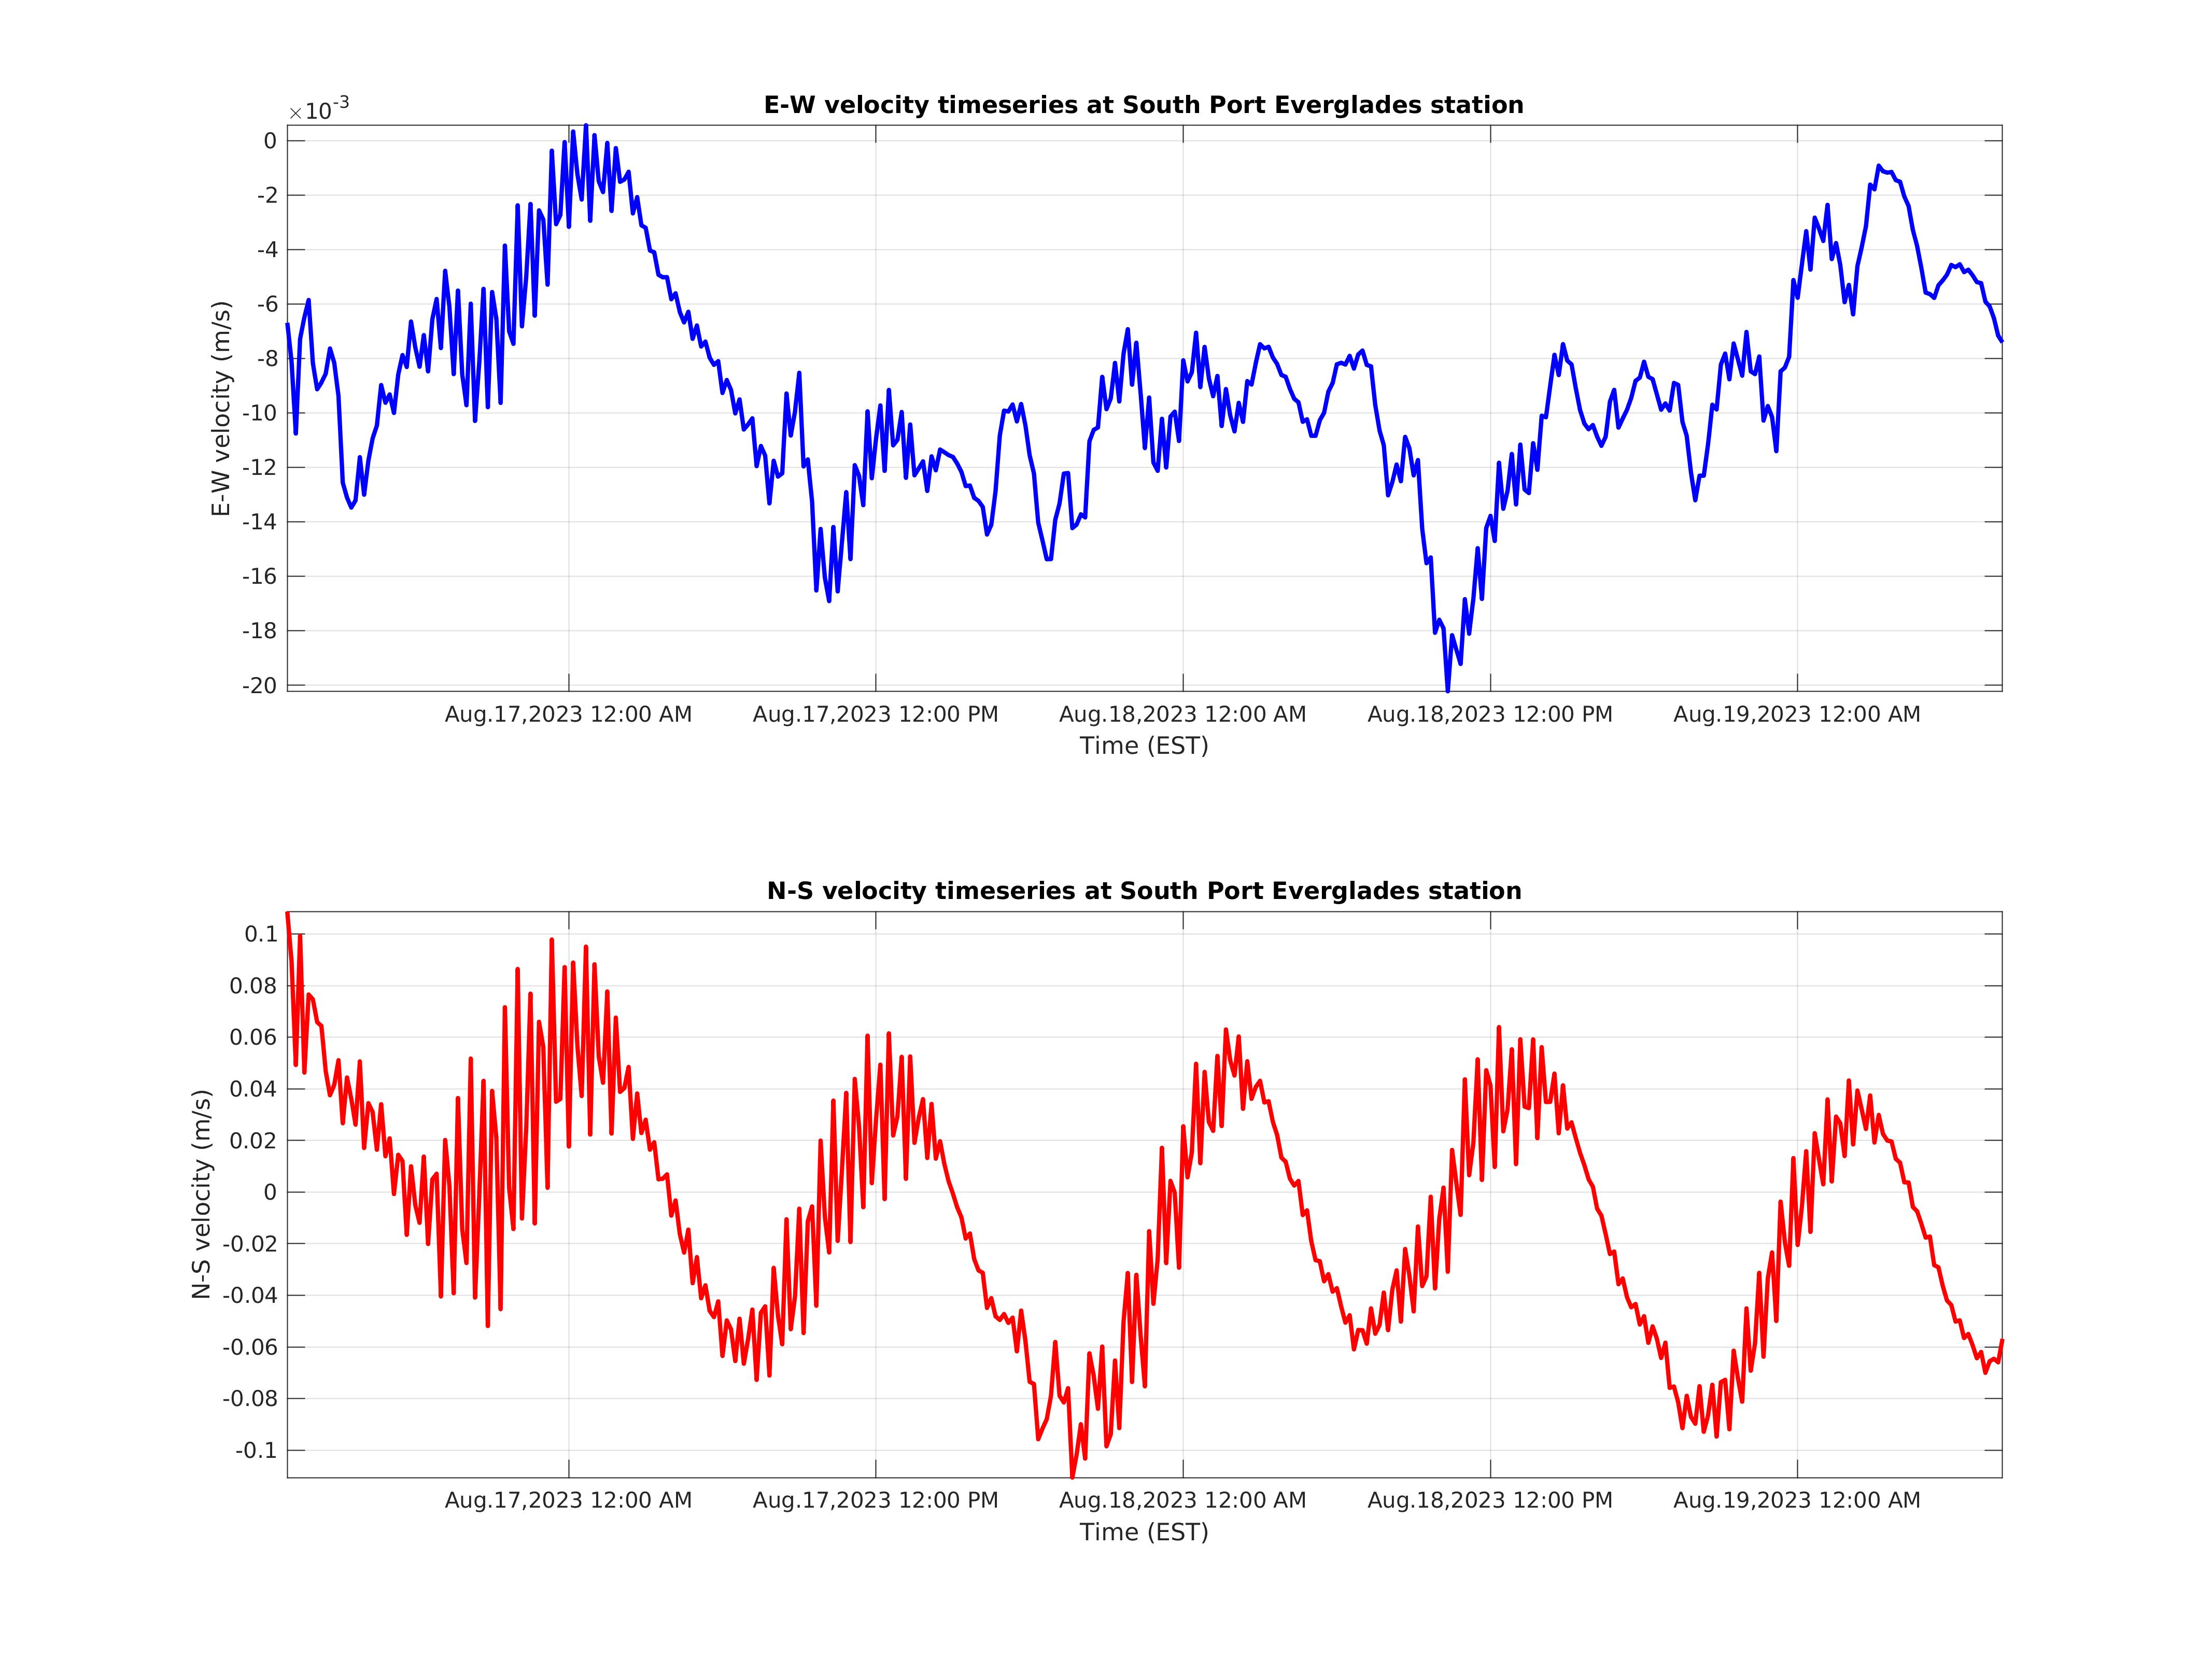 E-W velocity timeseries at South Port Everglades station
×10-3
0
-2
-4
-6
-8
-10
-12
-14
-16
-18
-20
E-W velocity (m/s)
Aug.17,2023 12:00 AM Aug.17,2023 12:00 PM Aug.18,2023 12:00 AM Aug.18,2023 12:00 PM Aug.19,2023 12:00 AM
Time (EST)
N-S velocity timeseries at South Port Everglades station
0.1
0.08
0.06
0.04
0.02
0
-0.02
-0.04
-0.06
-0.08
-0.1
N-S velocity (m/s)
Aug.17,2023 12:00 AM Aug.17,2023 12:00 PM Aug.18,2023 12:00 AM Aug.18,2023 12:00 PM Aug.19,2023 12:00 AM
Time (EST)